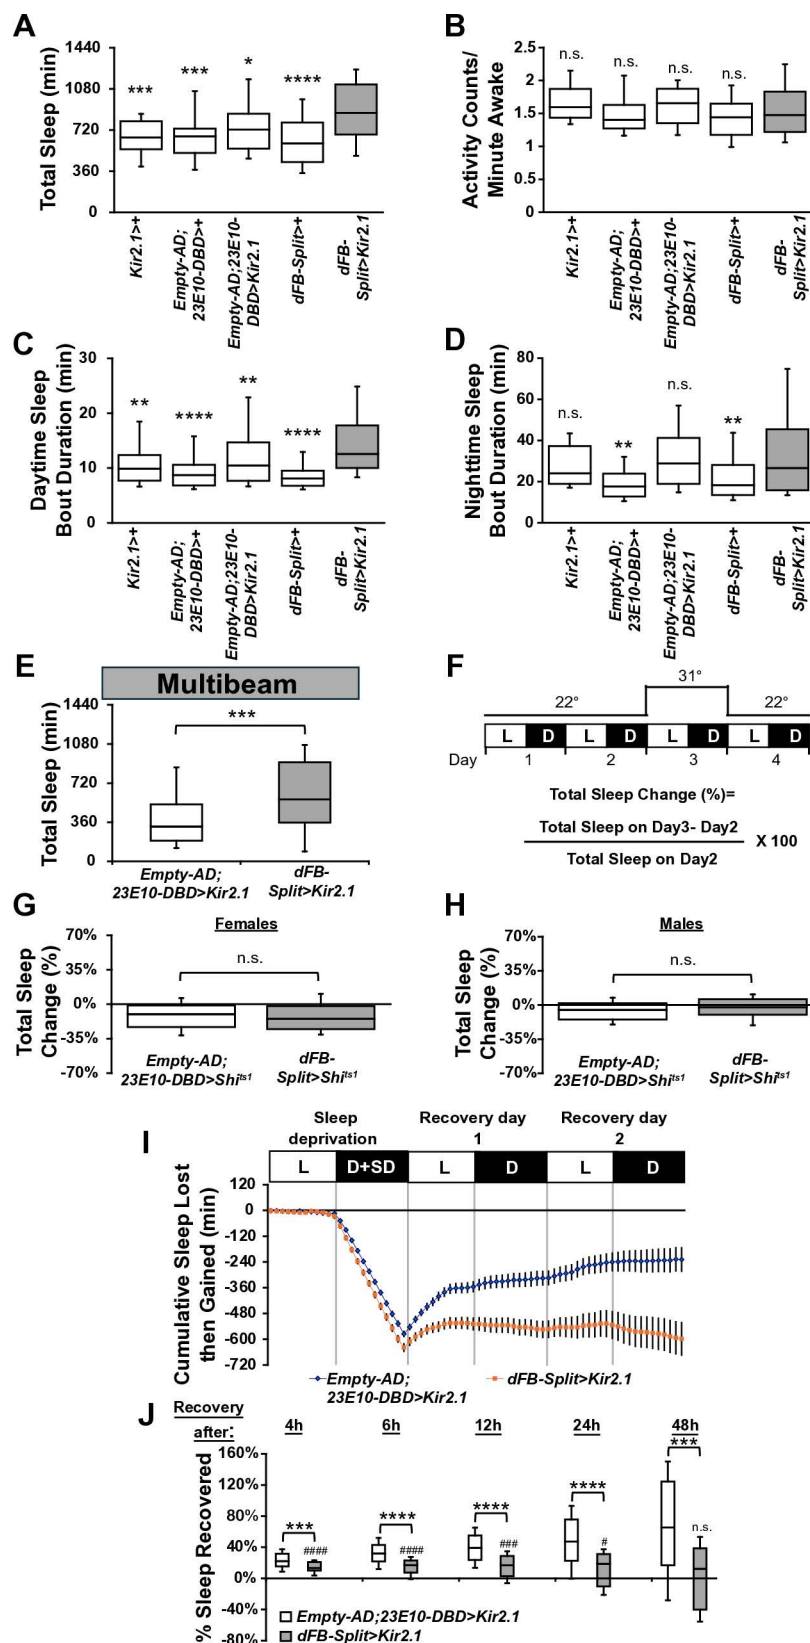 A
Total Sleep (min)
1440
1080
720
360
0
***
***
*
****
Kir2.1>+
Empty-AD;
23E10-DBD>+
Empty-AD;23E10-
DBD>Kir2.1
dFB-Split>+
dFB-
Split>Kir2.1
B
Activity Counts/
Minute Awake
2.5
2
1.5
1
0.5
0
n.s.
n.s.
n.s.
n.s.
Kir2.1>+
Empty-AD;
23E10-DBD>+
Empty-AD;23E10-
DBD>Kir2.1
dFB-Split>+
dFB-
Split>Kir2.1
C
Daytime Sleep
Bout Duration (min)
30
20
10
0
**
****
**
****
Kir2.1>+
Empty-AD;
23E10-DBD>+
Empty-AD;23E10-
DBD>Kir2.1
dFB-Split>+
dFB-
Split>Kir2.1
D
Nighttime Sleep
Bout Duration (min)
80
60
40
20
0
n.s.
**
n.s.
**
Kir2.1>+
Empty-AD;
23E10-DBD>+
Empty-AD;23E10-
DBD>Kir2.1
dFB-Split>+
dFB-
Split>Kir2.1
E
Multibeam
Total Sleep (min)
1440
1080
720
360
0
***
Empty-AD;
23E10-DBD>Kir2.1
dFB-
Split>Kir2.1
F
22° 31° 22°
L D L D L D L D
Day 1 2 3 4
Total Sleep Change (%)=
Total Sleep on Day3- Day2
X 100
Total Sleep on Day2
G
Females
Total Sleep
Change (%)
70%
35%
0%
-35%
-70%
n.s.
Empty-AD;
23E10-DBD>Shits1
dFB-
Split>Shits1
H
Males
Total Sleep
Change (%)
70%
35%
0%
-35%
-70%
n.s.
Empty-AD;
23E10-DBD>Shits1
dFB-
Split>Shits1
I
Sleep
deprivation
Recovery day
1
Recovery day
2
L D+SD L D L D
Cumulative Sleep Lost
then Gained (min)
120
0
-120
-240
-360
-480
-600
-720
Empty-AD;
23E10-DBD>Kir2.1
dFB-Split>Kir2.1
J
Recovery
after:
4h 6h 12h 24h 48h
% Sleep Recovered
160%
120%
80%
40%
0%
-40%
-80%
*** **** **** **** ***
#### #### ### # n.s.
Empty-AD;23E10-DBD>Kir2.1
dFB-Split>Kir2.1